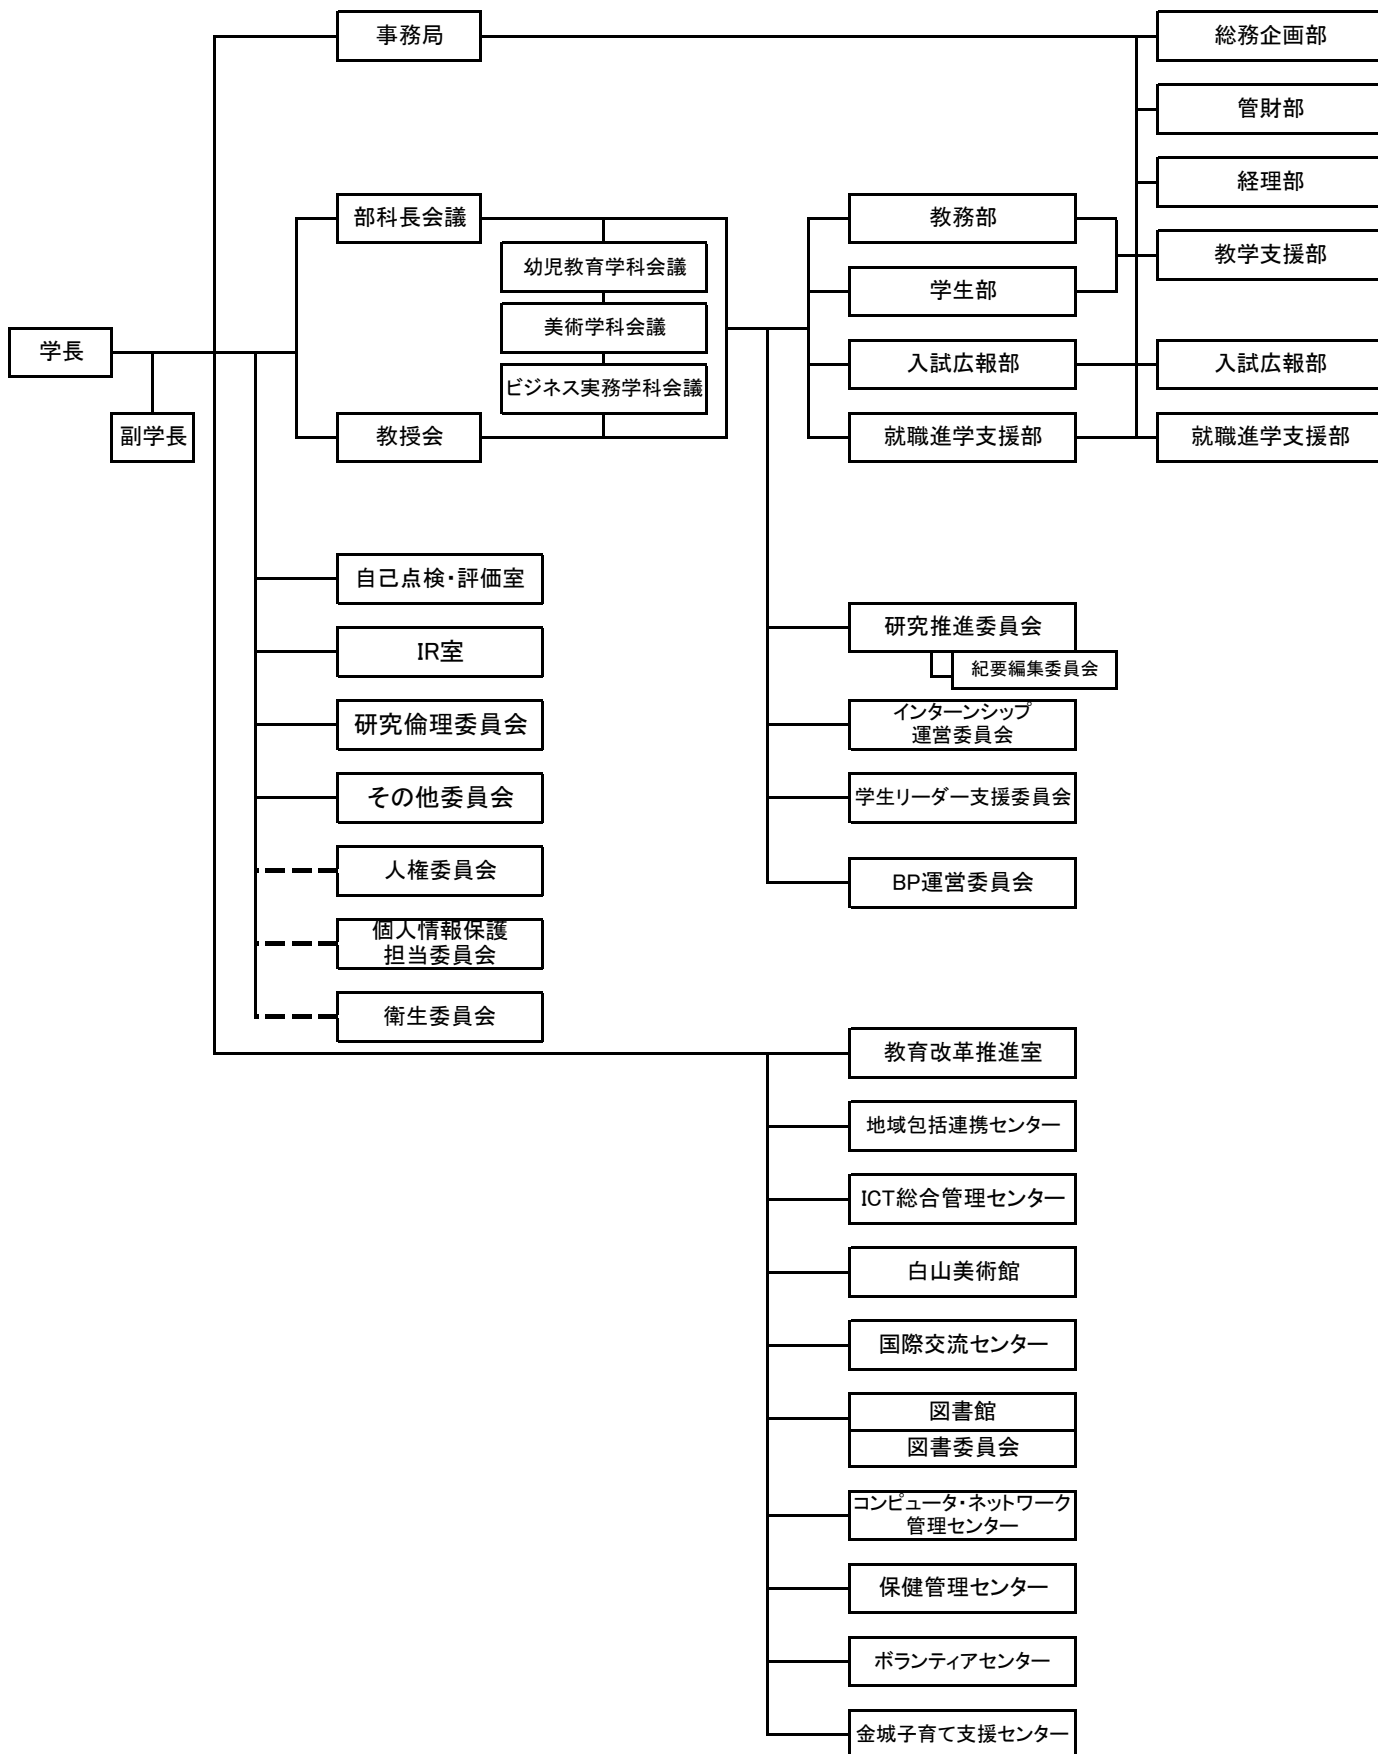 事務局
総務企画部
管財部
経理部
部科長会議
教務部
教学支援部
幼児教育学科会議
学生部
美術学科会議
学長
入試広報部
入試広報部
ビジネス実務学科会議
副学長
教授会
就職進学支援部
就職進学支援部
自己点検・評価室
IR室
研究倫理委員会
その他委員会
人権委員会
個人情報保護
担当委員会
衛生委員会
研究推進委員会
紀要編集委員会
インターンシップ
運営委員会
学生リーダー支援委員会
BP運営委員会
教育改革推進室
地域包括連携センター
ICT総合管理センター
白山美術館
国際交流センター
図書館
図書委員会
コンピュータ・ネットワーク
管理センター
保健管理センター
ボランティアセンター
金城子育て支援センター